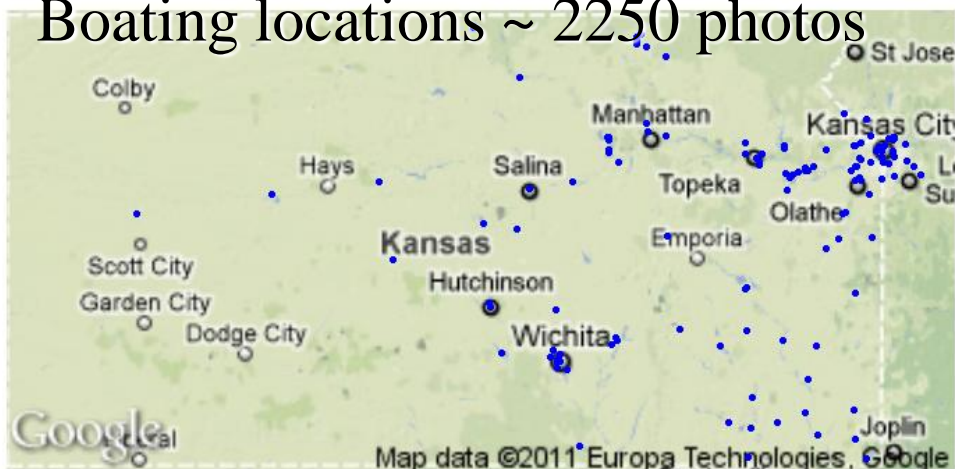 Boating locations ~ 2250 photos
St Jose
Colby
Manhattan
Kansas City
Hays
Salina
Topeka
Olathe
Kansas
Emporia
Scott City
Hutchinson
Garden City
Dodge City
Wichita
Joplin
Google
Map data ©2011 Europa Technologies, Google